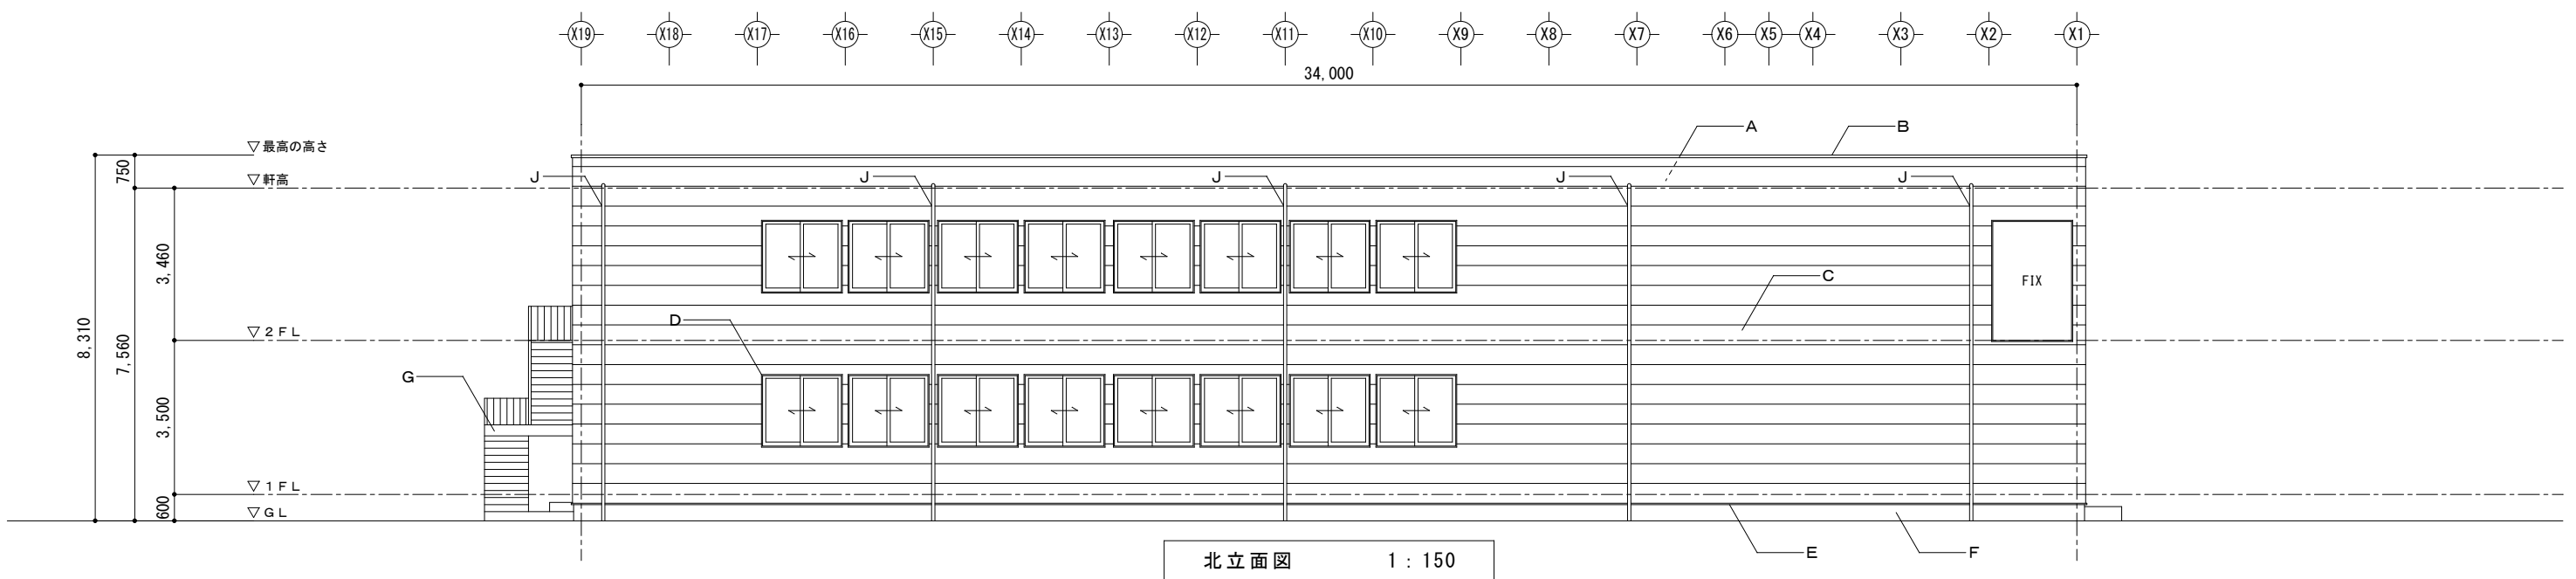 X19 X18 X17 X16 X15 X14 X13 X12 X11 X10 X9 X8 X7 X6 X5 X4 X3 X2 X1
34,000
A B
▽最高の高さ
750
▽軒高
J J J J J
3,460
C
FIX
8,310
7,560
▽2FL
D
G
3,500
▽1FL
600
▽GL
E F
北立面図 1:150